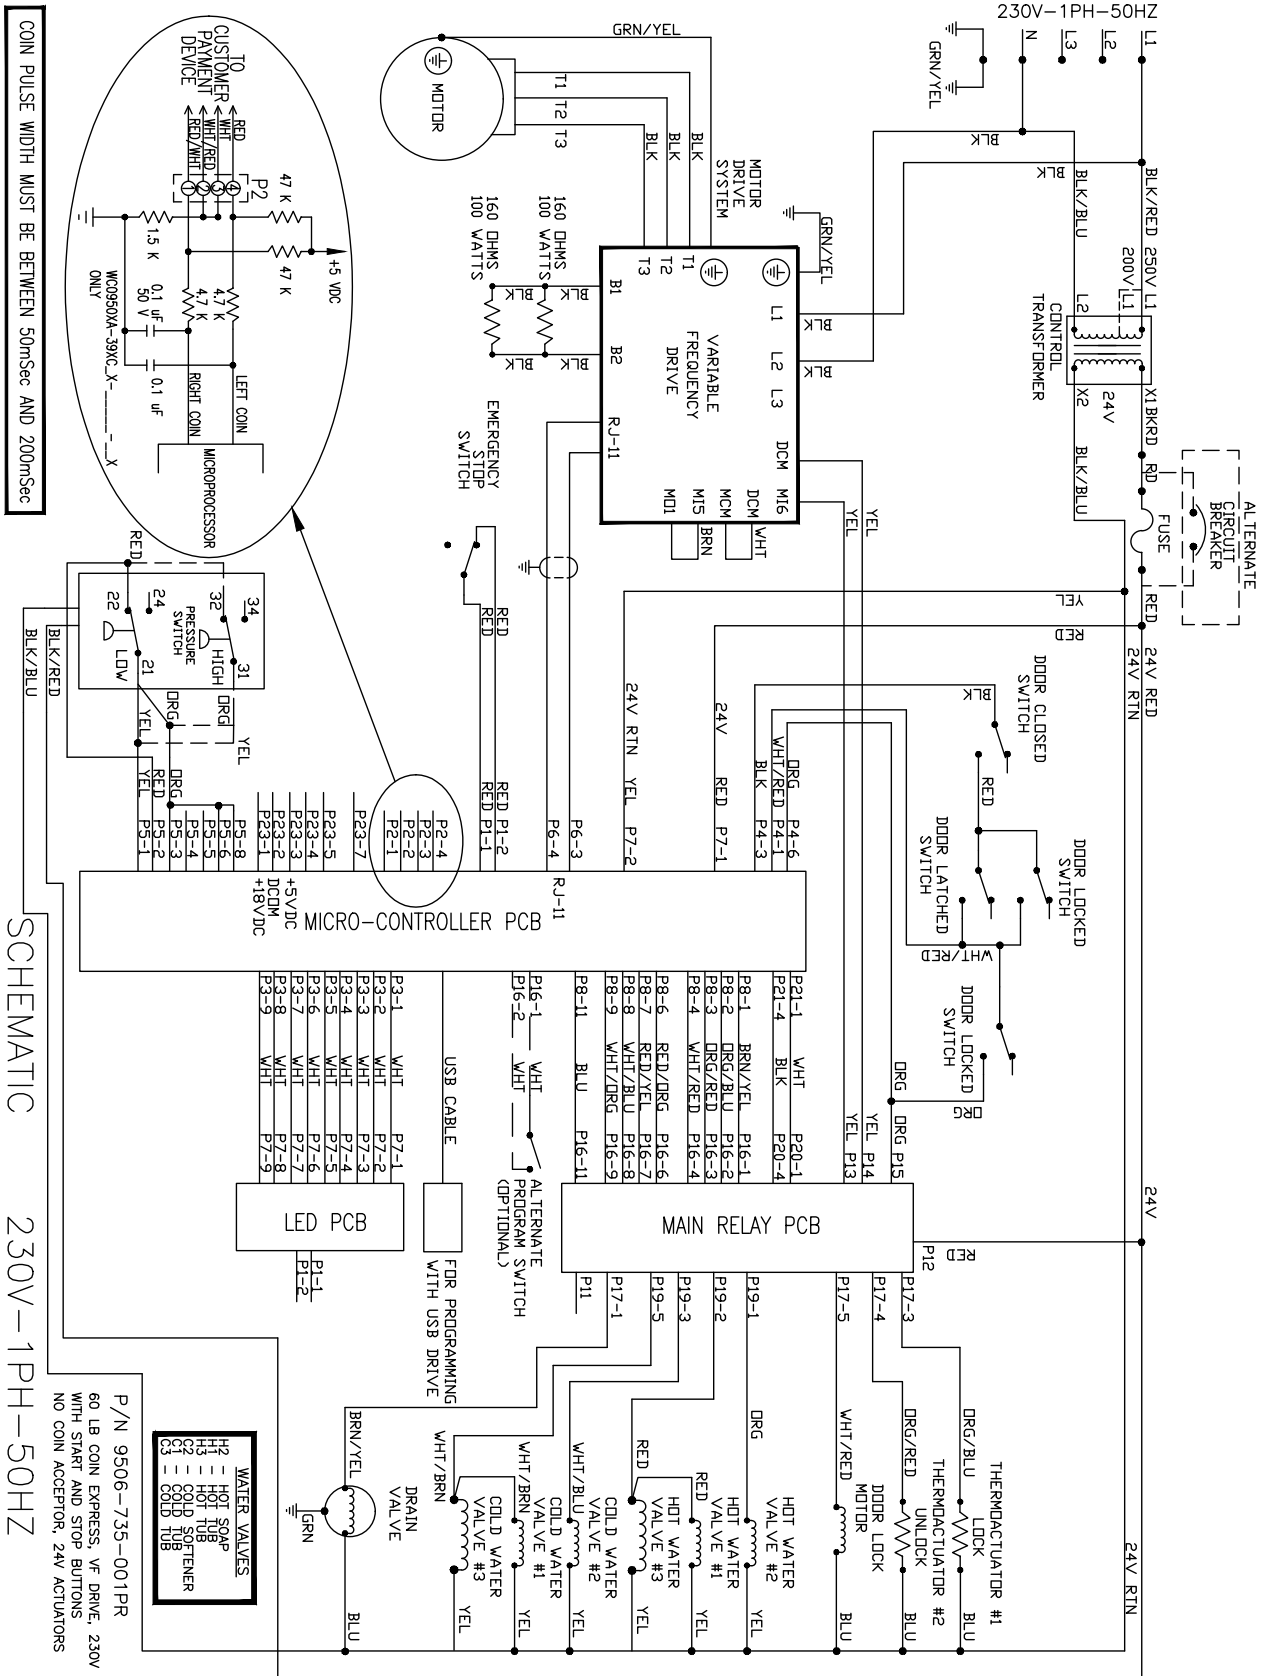 230V-1PH-50HZ
L1
L2
L3
N
GRN/YEL
BLK
BLK
BLK/RED
BLK/BLU
250V L1
200V L1
L2
CONTROL
TRANSFORMER
X1
X2
24V
BKRD
BLK/BLU
RD
FUSE
ALTERNATE
CIRCUIT
BREAKER
RED
24V RED
24V RTN
YEL
RED
24V
24V RTN
GRN/YEL
MOTOR
T1
T2
T3
BLK
BLK
BLK
MOTOR
DRIVE
SYSTEM
GRN/YEL
BLK
BLK
T1
T2
T3
L1
L2
L3
VARIABLE
FREQUENCY
DRIVE
B1
B2
RJ-11
DCM
MI6
DCM
MCM
MI5
MO1
WHT
BRN
YEL
YEL
160 OHMS
100 WATTS
160 OHMS
100 WATTS
BLK
BLK
BLK
BLK
EMERGENCY
STOP
SWITCH
RED
RED
RED P1-2
RED P1-1
DOOR CLOSED
SWITCH
BLK
RED
DOOR LOCKED
SWITCH
DOOR LATCHED
SWITCH
WHT/RED
DOOR LOCKED
SWITCH
ORG
ORG
ORG P4-6
WHT/RED P4-1
BLK P4-3
24V RED P7-1
24V RTN YEL P7-2
P6-3
P6-4
RJ-11
P2-4
P2-3
P2-2
P2-1
P23-7
P23-5
P23-4
P23-3
P23-2
P23-1
+5VDC
DCOM
+18VDC
P5-8
P5-6
P5-5
P5-4
ORG P5-3
RED P5-2
YEL P5-1
MICRO-CONTROLLER PCB
TO
CUSTOMER
PAYMENT
DEVICE
RED
WHT
WHT/RED
RED/WHT
P2
4
3
2
1
47 K
47 K
+5 VDC
1.5 K
4.7 K
4.7 K
0.1 uF
50 V
0.1 uF
LEFT COIN
RIGHT COIN
MICROPROCESSOR
WC0950XA-39XC_X-______-_X
ONLY
COIN PULSE WIDTH MUST BE BETWEEN 50mSec AND 200mSec
RED
34
32
31
HIGH
PRESSURE
SWITCH
24
22
21
LOW
ORG
ORG
YEL
YEL
BLK/RED
BLK/BLU
P21-1 WHT P20-1
P21-4 BLK P20-4
P8-1 BRN/YEL P16-1
P8-2 ORG/BLU P16-2
P8-3 ORG/RED P16-3
P8-4 WHT/RED P16-4
P8-6 RED/ORG P16-6
P8-7 RED/YEL P16-7
P8-8 WHT/BLU P16-8
P8-9 WHT/ORG P16-9
P8-11 BLU P16-11
P16-1 WHT
P16-2 WHT
ALTERNATE
PROGRAM SWITCH
(OPTIONAL)
USB CABLE
FOR PROGRAMMING
WITH USB DRIVE
P3-1 WHT P7-1
P3-2 WHT P7-2
P3-3 WHT P7-3
P3-4 WHT P7-4
P3-5 WHT P7-5
P3-6 WHT P7-6
P3-7 WHT P7-7
P3-8 WHT P7-8
P3-9 WHT P7-9
LED PCB
P1-1
P1-2
ORG P15
YEL P14
YEL P13
MAIN RELAY PCB
P12
RED
P17-3
P17-4
P17-5
P19-1
P19-2
P19-3
P19-5
P17-1
P11
THERMOACTUATOR #1
LOCK
ORG/BLU
BLU
THERMOACTUATOR #2
UNLOCK
ORG/RED
BLU
DOOR LOCK
MOTOR
WHT/RED
BLU
HOT WATER
VALVE #2
ORG
YEL
HOT WATER
VALVE #1
RED
YEL
HOT WATER
VALVE #3
RED
YEL
COLD WATER
VALVE #2
WHT/BLU
YEL
COLD WATER
VALVE #1
WHT/BRN
YEL
COLD WATER
VALVE #3
WHT/BRN
YEL
DRAIN
VALVE
BRN/YEL
GRN
BLU
WATER VALVES
H2 - HOT SOAP
H1 - HOT TUB
H3 - HOT TUB
C2 - COLD SOFTENER
C1 - COLD TUB
C3 - COLD TUB
P/N 9506-735-001PR
60 LB COIN EXPRESS, VF DRIVE, 230V
WITH START AND STOP BUTTONS
NO COIN ACCEPTOR, 24V ACTUATORS
SCHEMATIC 230V-1PH-50HZ